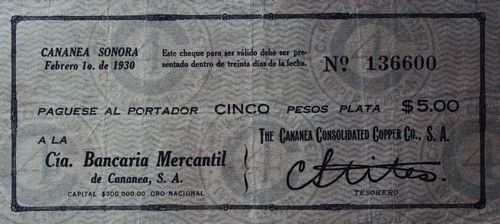 CANANEA SONORA
Febrero 1o. de 1930
Este cheque para ser válido debe ser pre-
sentado dentro de treinta días de la fecha.
Nº 136600
PAGUESE AL PORTADOR CINCO PESOS PLATA $5.00
A LA
Cía. Bancaria Mercantil
de Cananea, S. A.
CAPITAL $300,000.00 ORO NACIONAL
THE CANANEA CONSOLIDATED COPPER CO., S. A.
TESORERO